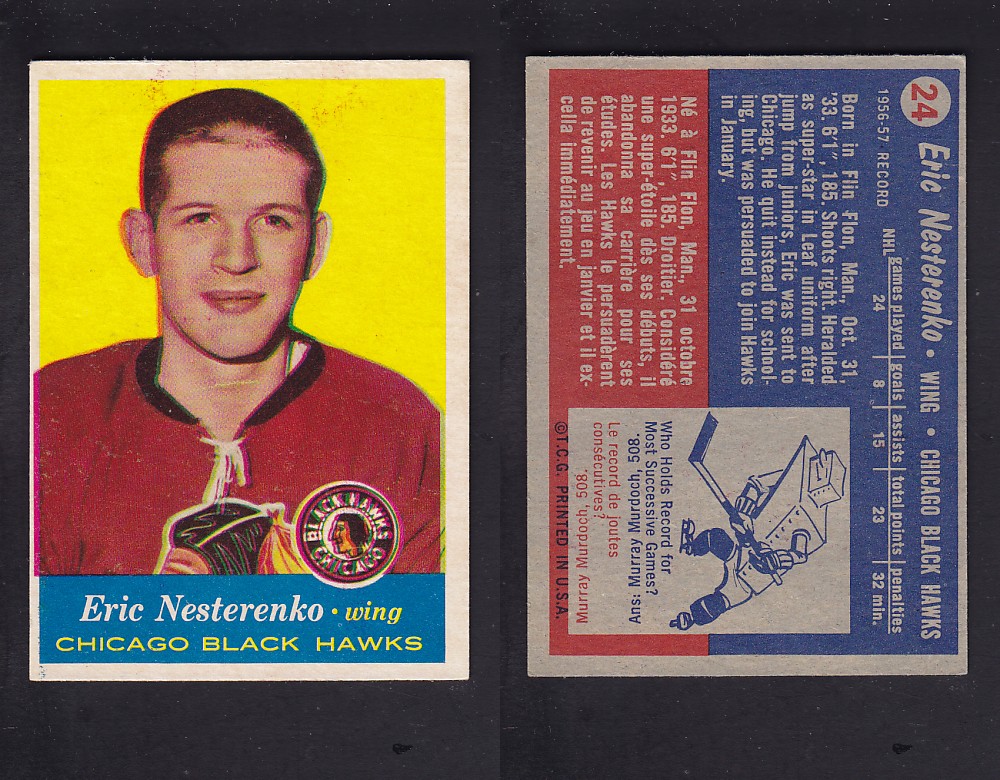 BLACK HAWKS
CHICAGO
Eric Nesterenko • wing
CHICAGO BLACK HAWKS
24 Eric Nesterenko • WING • CHICAGO BLACK HAWKS
1956-57 RECORD
games played goals assists total points penalties
NHL 24 8 15 23 32 min.
Born in Flin Flon, Man., Oct. 31,
'33. 6'1", 185. Shoots right. Heralded
as super-star in Leaf uniform after
jump from juniors, Eric was sent to
Chicago. He quit instead for school-
ing, but was persuaded to join Hawks
in January.
Né à Flin Flon, Man., 31 octobre
1933. 6'1", 185. Droitier. Considéré
une super-étoile dès ses débuts, il
abandonna sa carrière pour ses
études. Les Hawks le persuadèrent
de revenir au jeu en janvier et il ex-
cella immédiatement.
Who Holds Record for
Most Successive Games?
Ans: Murray Murdoch, 508.
Le record de joutes
consécutives?
Murray Murdoch, 508.
©T.C.G. PRINTED IN U.S.A.